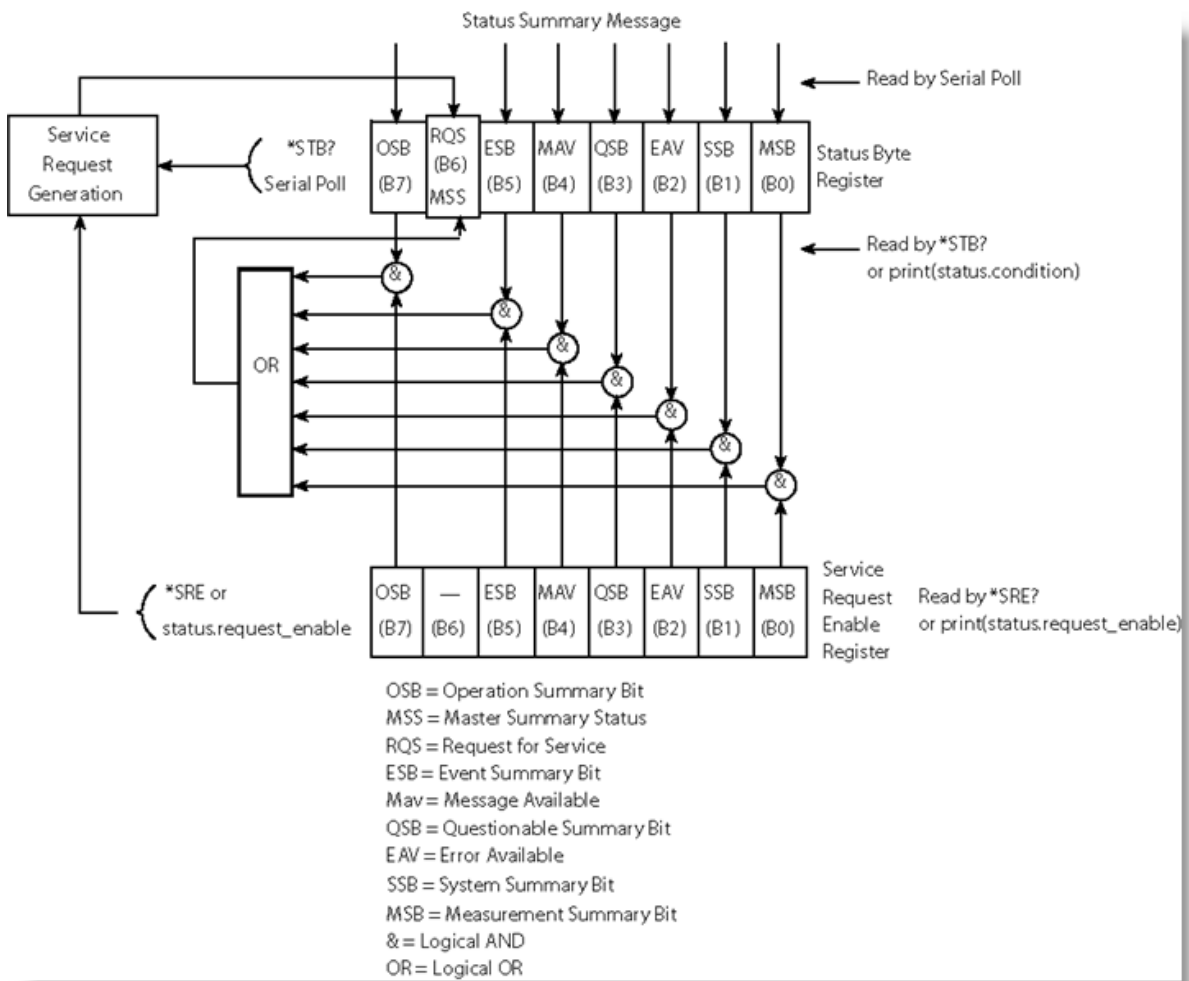 Status Summary Message
Read by Serial Poll
Service
Request
Generation
*STB?
Serial Poll
OSB
(B7)
RQS
(B6)
MSS
ESB
(B5)
MAV
(B4)
QSB
(B3)
EAV
(B2)
SSB
(B1)
MSB
(B0)
Status Byte
Register
Read by *STB?
or print(status.condition)
&
&
&
&
&
&
&
OR
*SRE or
status.request_enable
OSB
(B7)
—
(B6)
ESB
(B5)
MAV
(B4)
QSB
(B3)
EAV
(B2)
SSB
(B1)
MSB
(B0)
Service
Request
Enable
Register
Read by *SRE?
or print(status.request_enable)
OSB = Operation Summary Bit
MSS = Master Summary Status
RQS = Request for Service
ESB = Event Summary Bit
Mav = Message Available
QSB = Questionable Summary Bit
EAV = Error Available
SSB = System Summary Bit
MSB = Measurement Summary Bit
& = Logical AND
OR = Logical OR